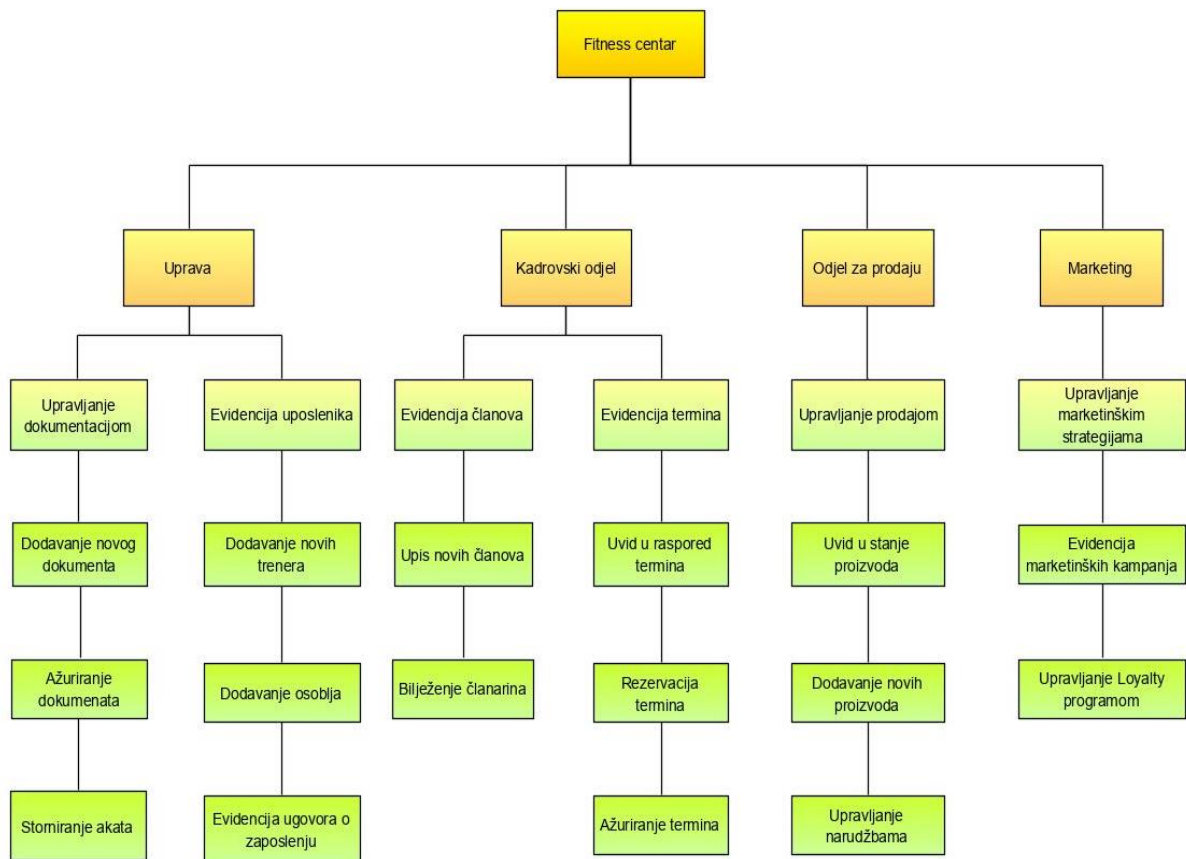 Fitness centar
Uprava
Kadrovski odjel
Odjel za prodaju
Marketing
Upravljanje
dokumentacijom
Evidencija uposlenika
Evidencija članova
Evidencija termina
Upravljanje prodajom
Upravljanje
marketinškim
strategijama
Dodavanje novog
dokumenta
Dodavanje novih
trenera
Upis novih članova
Uvid u raspored
termina
Uvid u stanje
proizvoda
Evidencija
marketinških kampanja
Ažuriranje
dokumenata
Dodavanje osoblja
Bilježenje članarina
Rezervacija
termina
Dodavanje novih
proizvoda
Upravljanje Loyalty
programom
Storniranje akata
Evidencija ugovora o
zaposlenju
Ažuriranje termina
Upravljanje
narudžbama